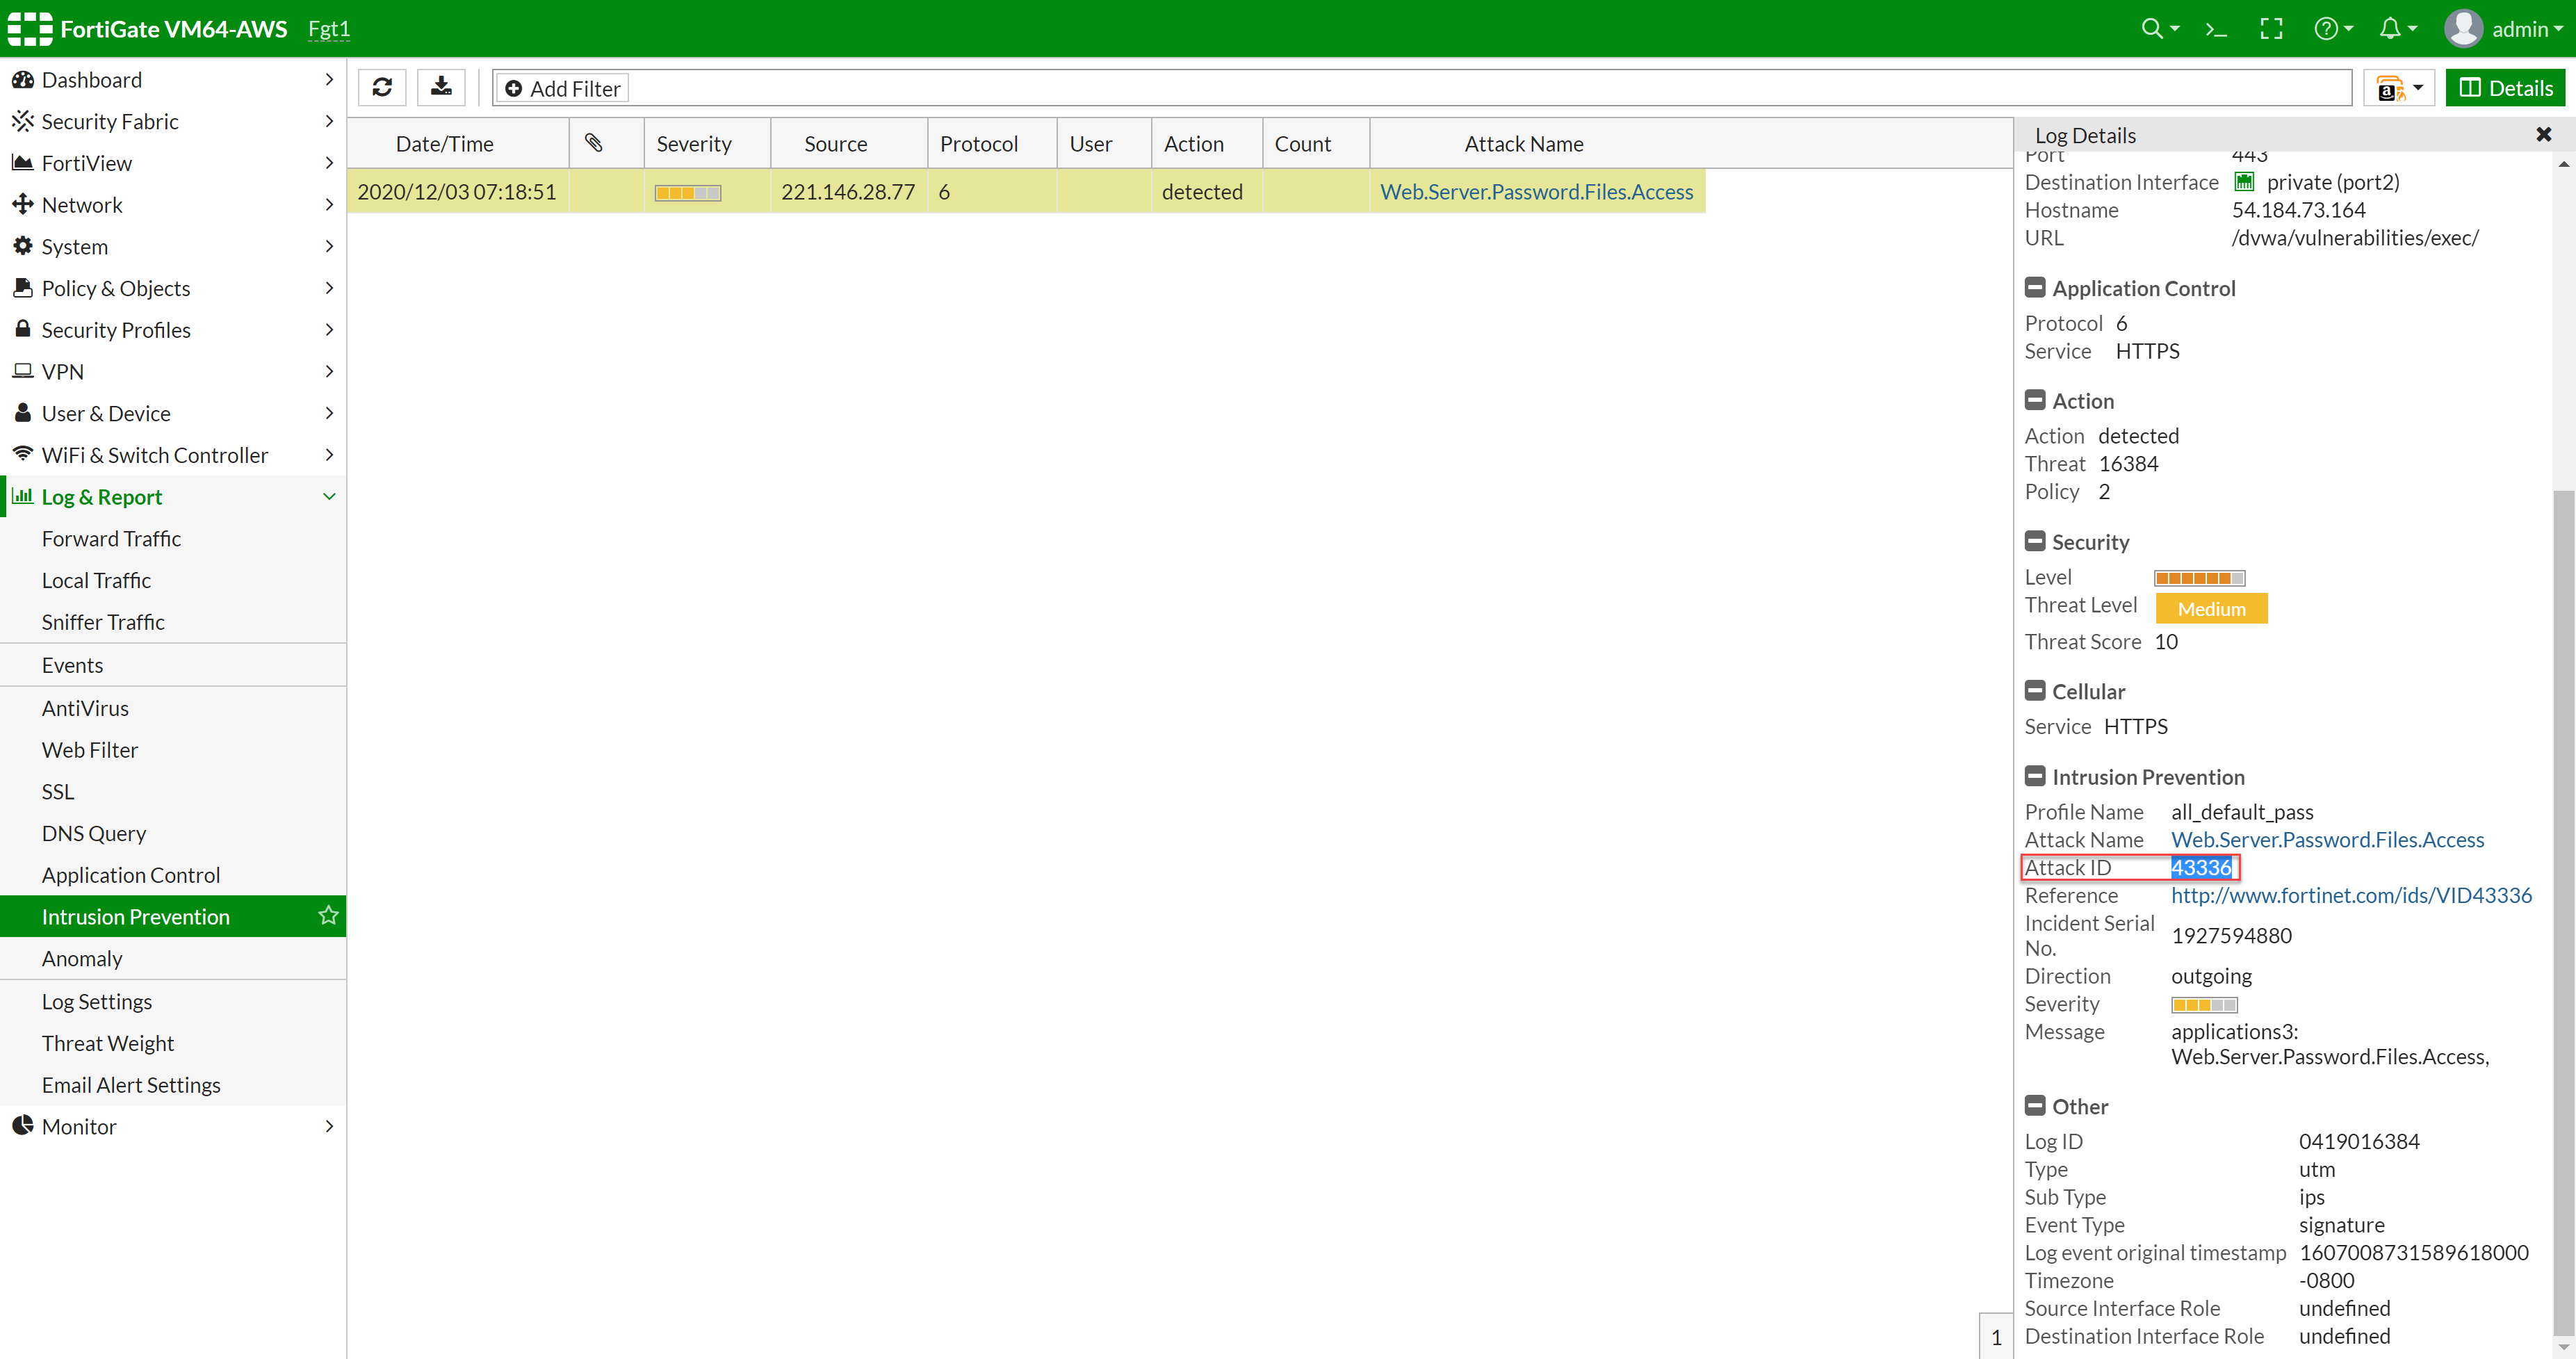 FortiGate VM64-AWS Fgt1
admin
Dashboard
Security Fabric
FortiView
Network
System
Policy & Objects
Security Profiles
VPN
User & Device
WiFi & Switch Controller
Log & Report
Forward Traffic
Local Traffic
Sniffer Traffic
Events
AntiVirus
Web Filter
SSL
DNS Query
Application Control
Intrusion Prevention
Anomaly
Log Settings
Threat Weight
Email Alert Settings
Monitor
Add Filter
Details
Date/Time Severity Source Protocol User Action Count Attack Name
2020/12/03 07:18:51 221.146.28.77 6 detected Web.Server.Password.Files.Access
1
Log Details
Port 443
Destination Interface private (port2)
Hostname 54.184.73.164
URL /dvwa/vulnerabilities/exec/
Application Control
Protocol 6
Service HTTPS
Action
Action detected
Threat 16384
Policy 2
Security
Level
Threat Level Medium
Threat Score 10
Cellular
Service HTTPS
Intrusion Prevention
Profile Name all_default_pass
Attack Name Web.Server.Password.Files.Access
Attack ID 43336
Reference http://www.fortinet.com/ids/VID43336
Incident Serial
No. 1927594880
Direction outgoing
Severity
Message applications3:
Web.Server.Password.Files.Access,
Other
Log ID 0419016384
Type utm
Sub Type ips
Event Type signature
Log event original timestamp 1607008731589618000
Timezone -0800
Source Interface Role undefined
Destination Interface Role undefined